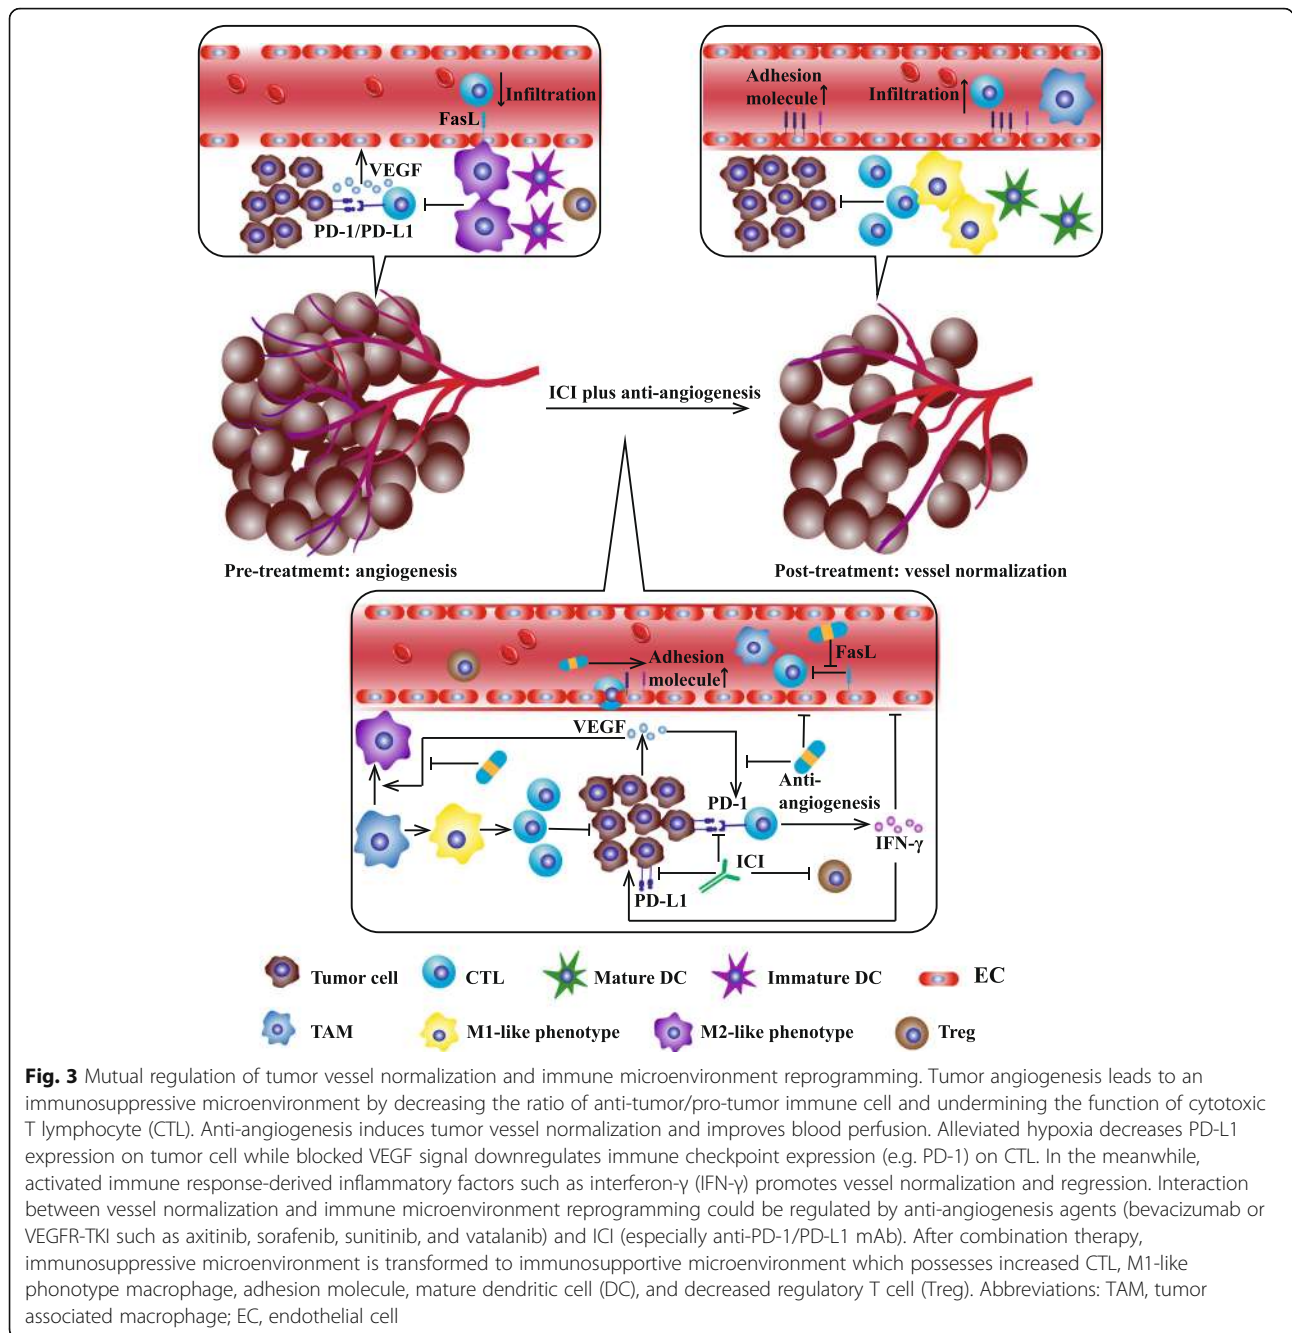 Infiltration
FasL
VEGF
PD-1/PD-L1
Adhesion
molecule
Infiltration
ICI plus anti-angiogenesis
Pre-treatmemt: angiogenesis
Post-treatment: vessel normalization
FasL
Adhesion
molecule
VEGF
Anti-
angiogenesis
PD-1
IFN-γ
ICI
PD-L1
Tumor cell
CTL
Mature DC
Immature DC
EC
TAM
M1-like phenotype
M2-like phenotype
Treg
Fig. 3 Mutual regulation of tumor vessel normalization and immune microenvironment reprogramming. Tumor angiogenesis leads to an
immunosuppressive microenvironment by decreasing the ratio of anti-tumor/pro-tumor immune cell and undermining the function of cytotoxic
T lymphocyte (CTL). Anti-angiogenesis induces tumor vessel normalization and improves blood perfusion. Alleviated hypoxia decreases PD-L1
expression on tumor cell while blocked VEGF signal downregulates immune checkpoint expression (e.g. PD-1) on CTL. In the meanwhile,
activated immune response-derived inflammatory factors such as interferon-γ (IFN-γ) promotes vessel normalization and regression. Interaction
between vessel normalization and immune microenvironment reprogramming could be regulated by anti-angiogenesis agents (bevacizumab or
VEGFR-TKI such as axitinib, sorafenib, sunitinib, and vatalanib) and ICI (especially anti-PD-1/PD-L1 mAb). After combination therapy,
immunosuppressive microenvironment is transformed to immunosupportive microenvironment which possesses increased CTL, M1-like
phonotype macrophage, adhesion molecule, mature dendritic cell (DC), and decreased regulatory T cell (Treg). Abbreviations: TAM, tumor
associated macrophage; EC, endothelial cell